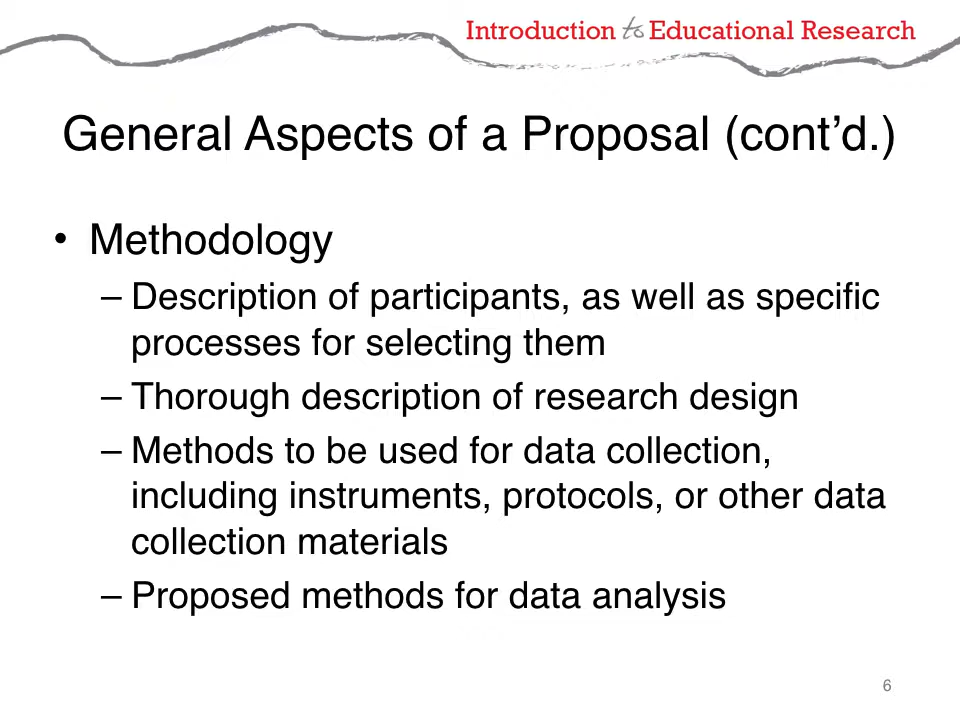 Introduction to Educational Research
General Aspects of a Proposal (cont’d.)
• Methodology
– Description of participants, as well as specific
processes for selecting them
– Thorough description of research design
– Methods to be used for data collection,
including instruments, protocols, or other data
collection materials
– Proposed methods for data analysis
6